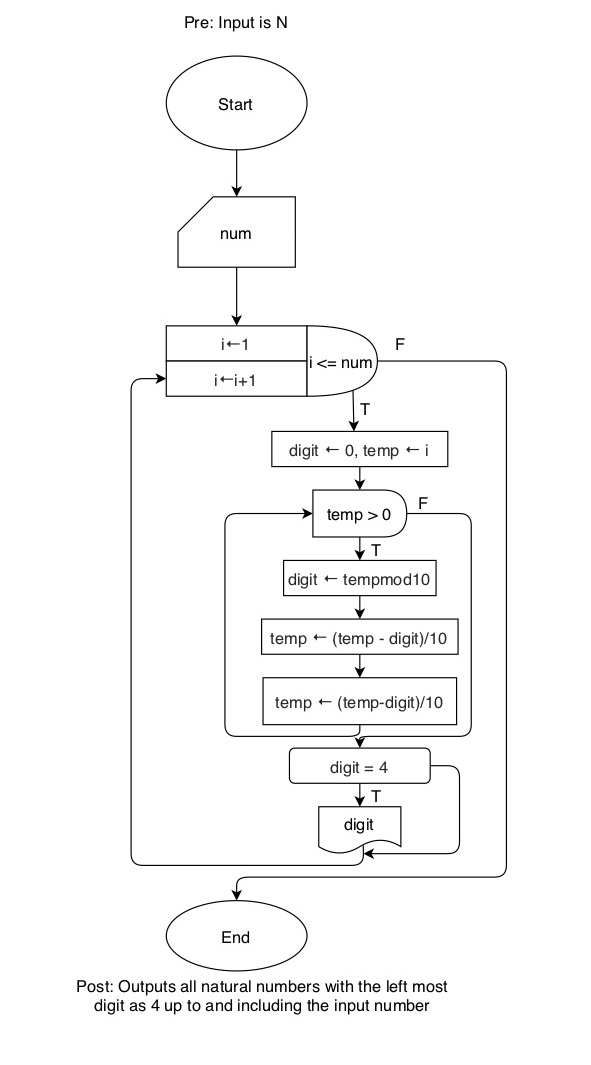 Pre: Input is N
Start
num
i←1
i←i+1
i <= num
F
T
digit ← 0, temp ← i
temp > 0
F
T
digit ← tempmod10
temp ← (temp - digit)/10
temp ← (temp-digit)/10
digit = 4
T
digit
End
Post: Outputs all natural numbers with the left most
digit as 4 up to and including the input number